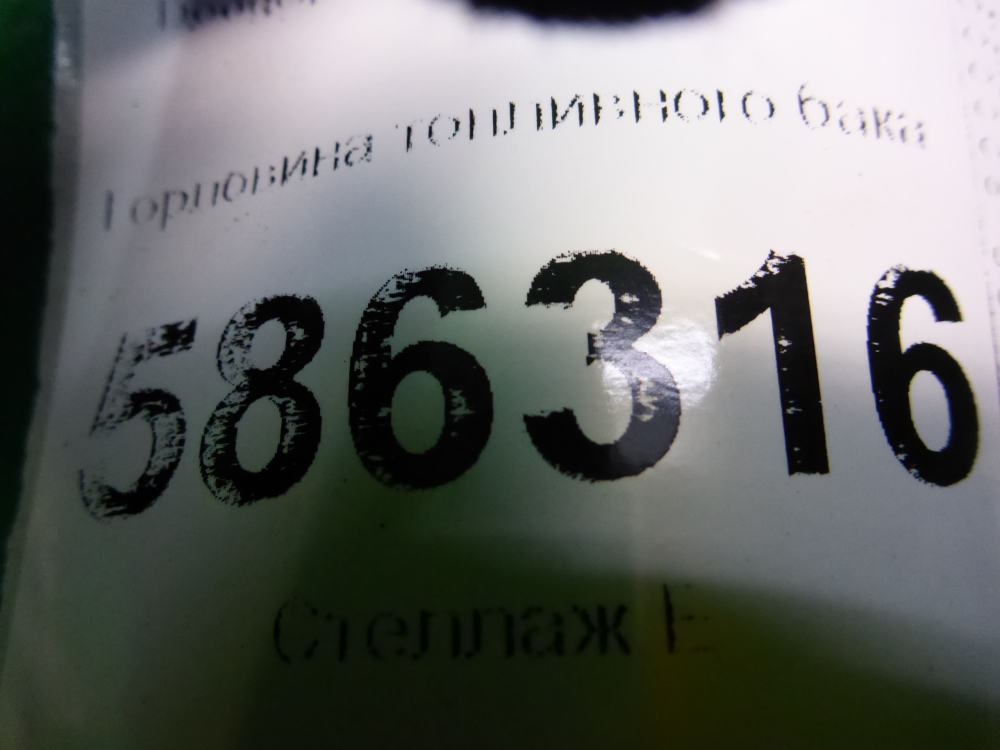 Горловина топливного бака
586316
Стеллаж Е